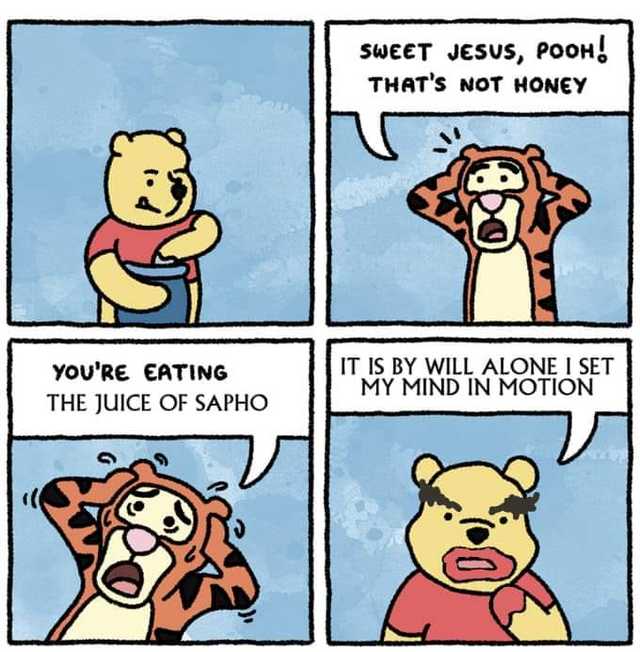 SWEET JESUS, POOH!
THAT'S NOT HONEY
YOU'RE EATING
THE JUICE OF SAPHO
IT IS BY WILL ALONE I SET
MY MIND IN MOTION